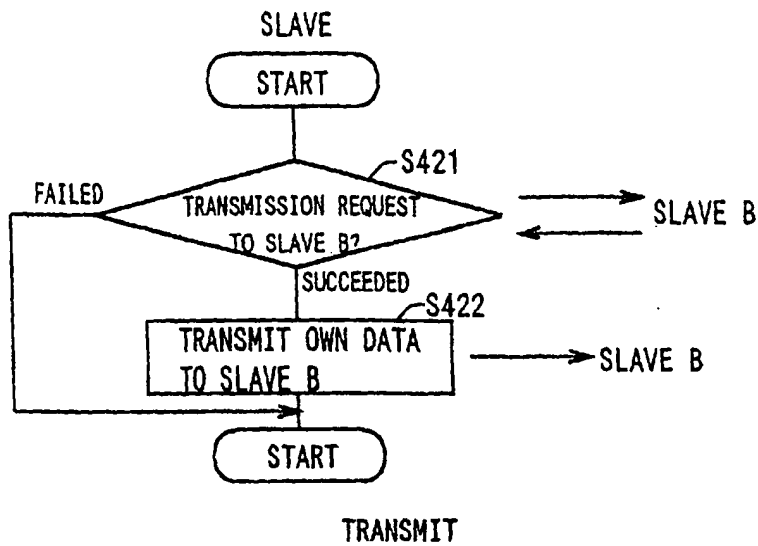 SLAVE
START
S421
FAILED
TRANSMISSION REQUEST
TO SLAVE B?
SLAVE B
SUCCEEDED
S422
TRANSMIT OWN DATA
TO SLAVE B
SLAVE B
START
TRANSMIT